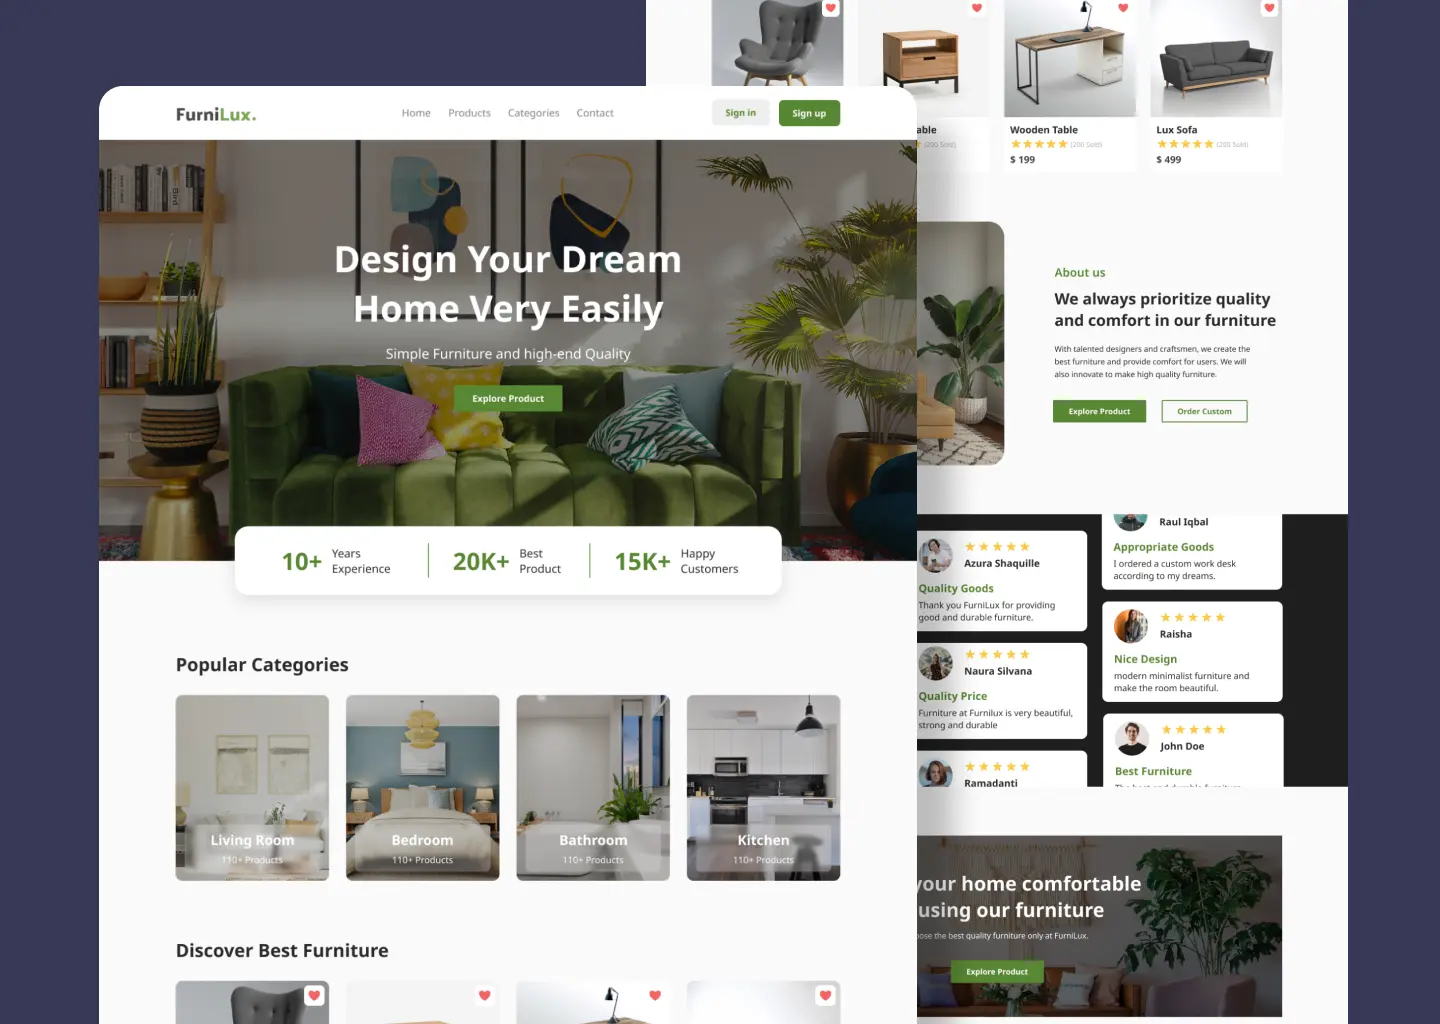 FurniLux.
Home
Products
Categories
Contact
Sign in
Sign up
Bird
Design Your Dream
Home Very Easily
Simple Furniture and high-end Quality
Explore Product
10+
Years
Experience
20K+
Best
Product
15K+
Happy
Customers
Popular Categories
Living Room
110+ Products
Bedroom
110+ Products
Bathroom
110+ Products
Kitchen
110+ Products
Discover Best Furniture
able
(200 Sold)
Wooden Table
(200 Sold)
$ 199
Lux Sofa
(200 Sold)
$ 499
About us
We always prioritize quality
and comfort in our furniture
With talented designers and craftsmen, we create the
best furniture and provide comfort for users. We will
also innovate to make high quality furniture.
Explore Product
Order Custom
Azura Shaquille
Quality Goods
Thank you FurniLux for providing
good and durable furniture.
Naura Silvana
Quality Price
Furniture at Furnilux is very beautiful,
strong and durable
Ramadanti
Raul Iqbal
Appropriate Goods
I ordered a custom work desk
according to my dreams.
Raisha
Nice Design
modern minimalist furniture and
make the room beautiful.
John Doe
Best Furniture
your home comfortable
using our furniture
ose the best quality furniture only at FurniLux.
Explore Product